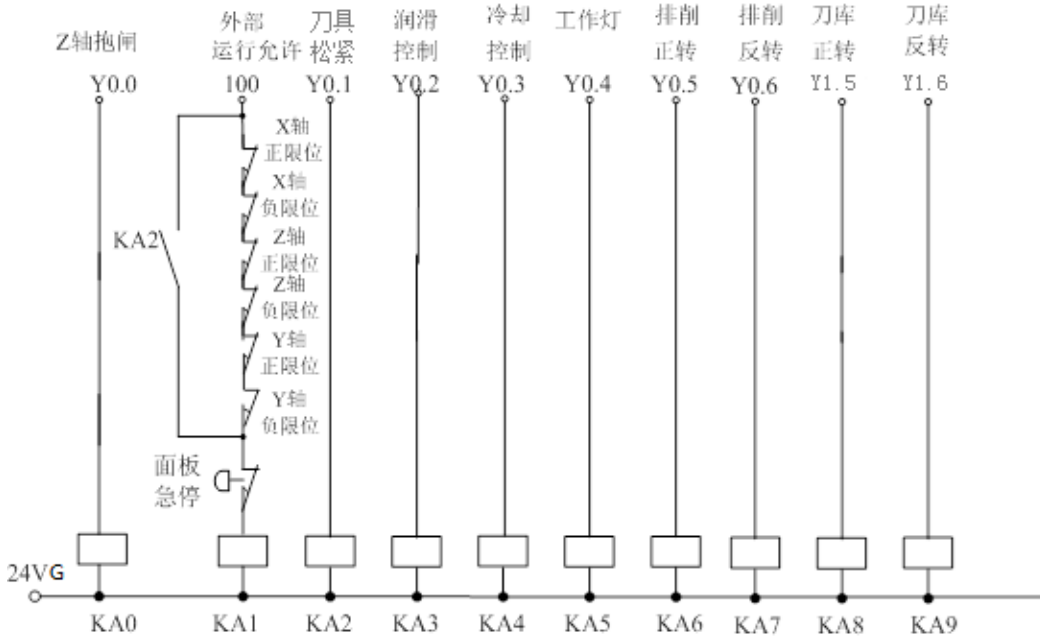 Z轴抱闸
外部
运行允许
刀具
松紧
润滑
控制
冷却
控制
工作灯
排削
正转
排削
反转
刀库
正转
刀库
反转
Y0.0
100
Y0.1
Y0.2
Y0.3
Y0.4
Y0.5
Y0.6
Y1.5
Y1.6
X轴
正限位
X轴
负限位
KA2
Z轴
正限位
Z轴
负限位
Y轴
正限位
Y轴
负限位
面板
急停
24VG
KA0
KA1
KA2
KA3
KA4
KA5
KA6
KA7
KA8
KA9